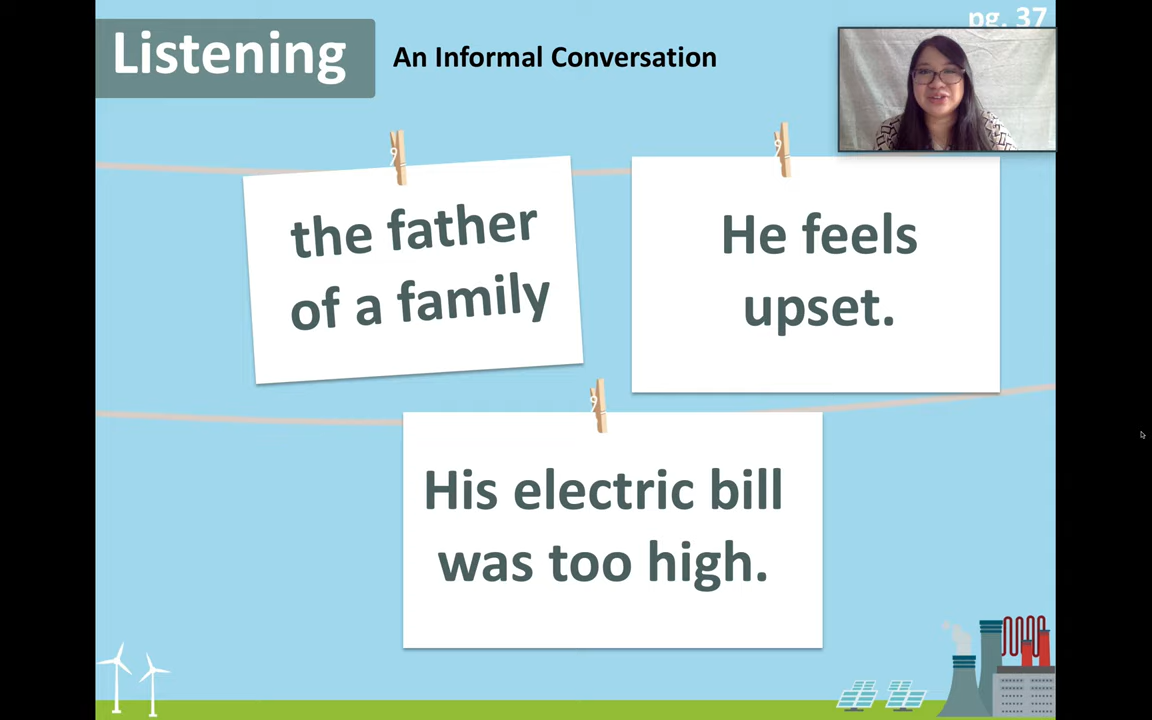 pg. 37
Listening
An Informal Conversation
the father
of a family
He feels
upset.
His electric bill
was too high.